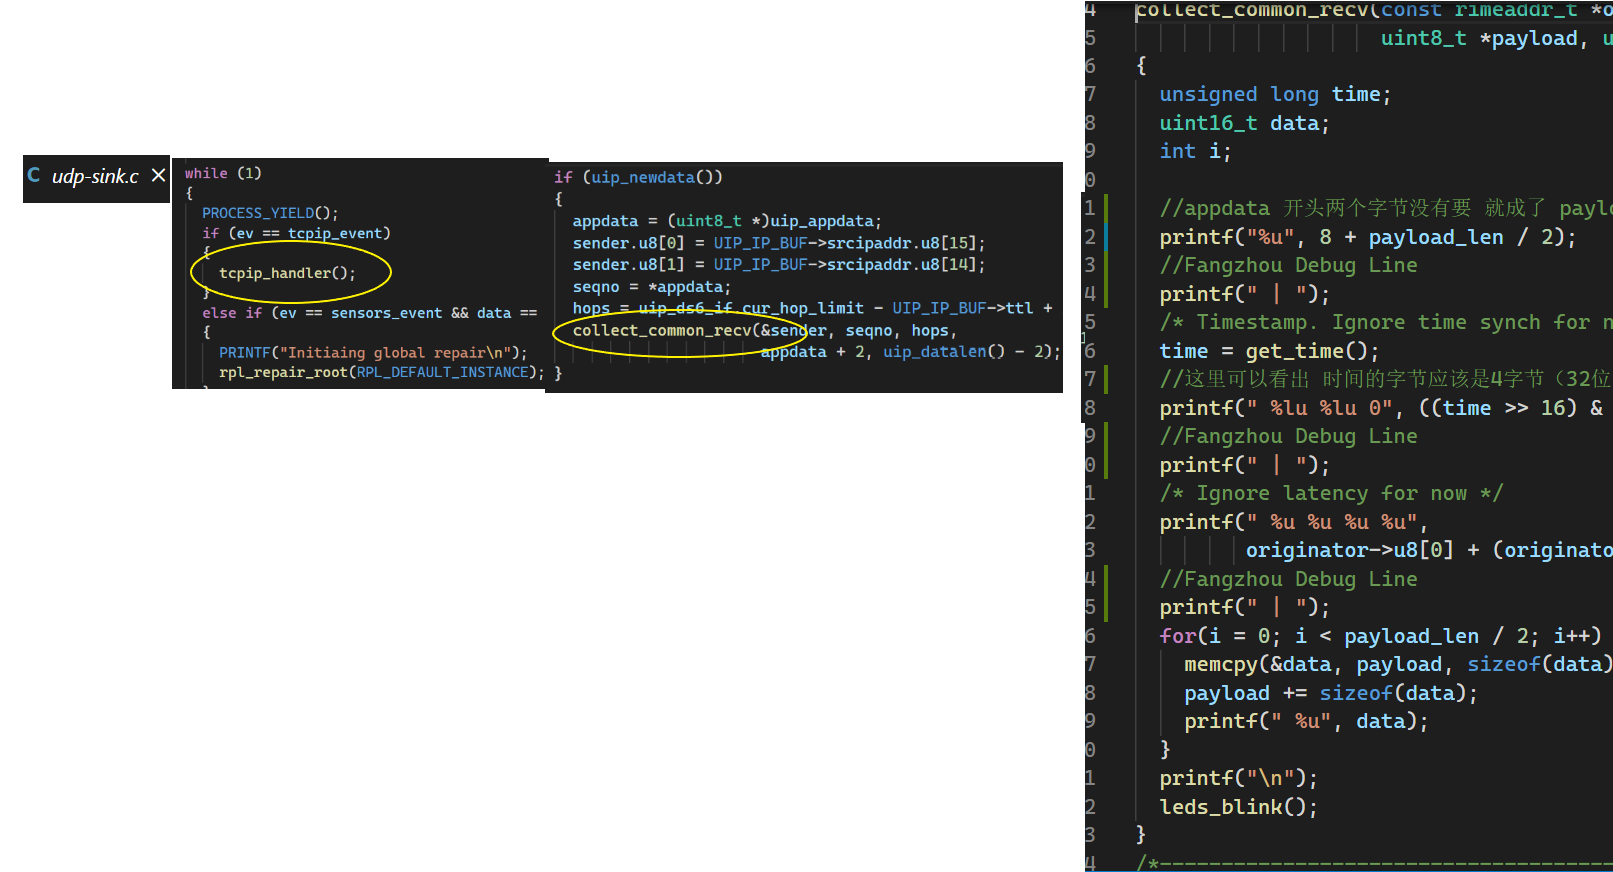 C udp-sink.c ×
while (1)
{
PROCESS_YIELD();
if (ev == tcpip_event)
{
tcpip_handler();
}
else if (ev == sensors_event && data ==
{
PRINTF("Initiaing global repair\n");
rpl_repair_root(RPL_DEFAULT_INSTANCE);
if (uip_newdata())
{
appdata = (uint8_t *)uip_appdata;
sender.u8[0] = UIP_IP_BUF->srcipaddr.u8[15];
sender.u8[1] = UIP_IP_BUF->srcipaddr.u8[14];
seqno = *appdata;
hops = uip_ds6_if.cur_hop_limit - UIP_IP_BUF->ttl +
collect_common_recv(&sender, seqno, hops,
appdata + 2, uip_datalen() - 2);
}
4 collect_common_recv(const rimeaddr_t *o
5 uint8_t *payload, u
6 {
7 unsigned long time;
8 uint16_t data;
9 int i;
0
1 //appdata 开头两个字节没有要 就成了 paylo
2 printf("%u", 8 + payload_len / 2);
3 //Fangzhou Debug Line
4 printf(" | ");
5 /* Timestamp. Ignore time synch for n
6 time = get_time();
7 //这里可以看出 时间的字节应该是4字节（32位
8 printf(" %lu %lu 0", ((time >> 16) &
9 //Fangzhou Debug Line
0 printf(" | ");
1 /* Ignore latency for now */
2 printf(" %u %u %u %u",
3 originator->u8[0] + (originato
4 //Fangzhou Debug Line
5 printf(" | ");
6 for(i = 0; i < payload_len / 2; i++)
7 memcpy(&data, payload, sizeof(data)
8 payload += sizeof(data);
9 printf(" %u", data);
0 }
1 printf("\n");
2 leds_blink();
3 }
4 /*-------------------------------------